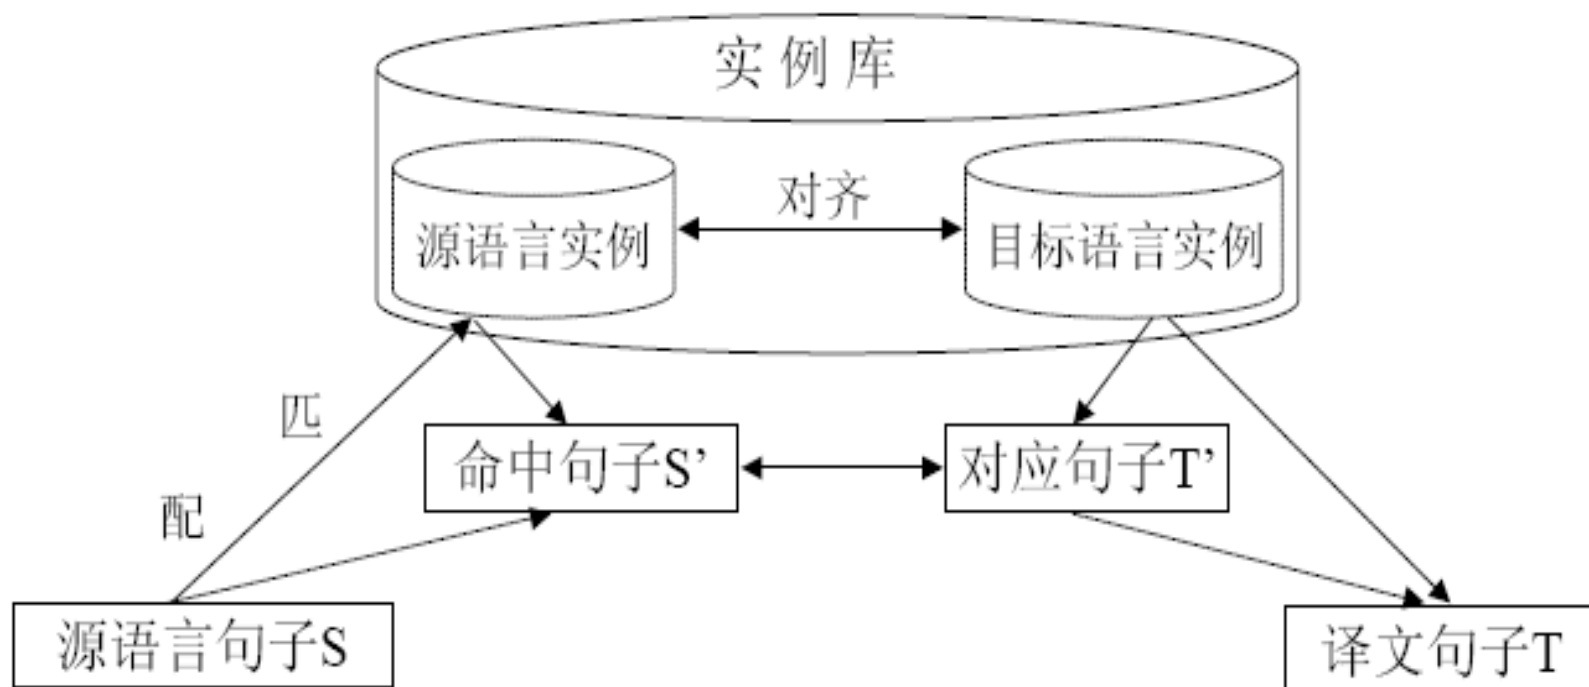 实例库
对齐
源语言实例
目标语言实例
匹
配
命中句子S’
对应句子T’
源语言句子S
译文句子T